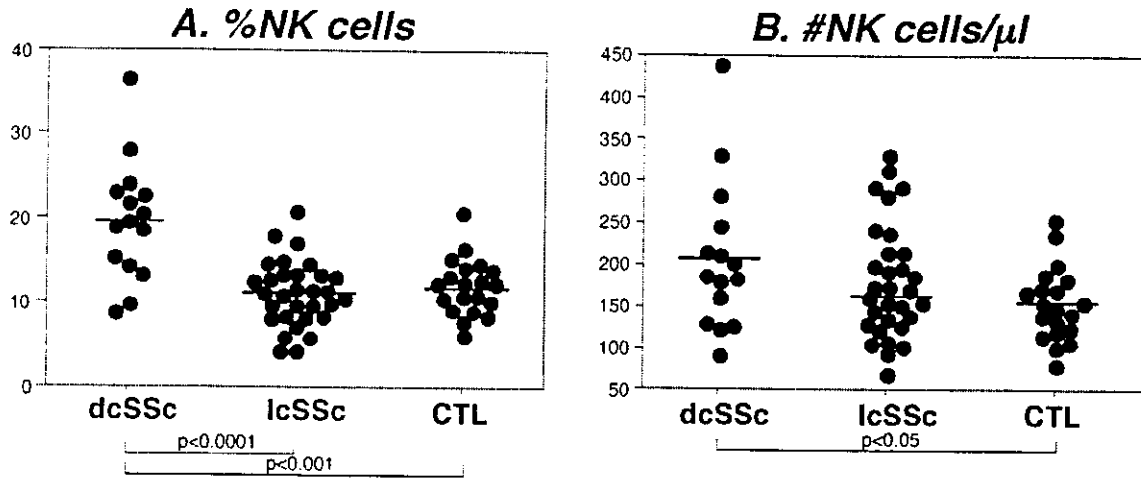 A. %NK cells
40
30
20
10
0
dcSSc
lcSSc
CTL
p<0.0001
p<0.001
B. #NK cells/µl
450
400
350
300
250
200
150
100
50
dcSSc
lcSSc
CTL
p<0.05